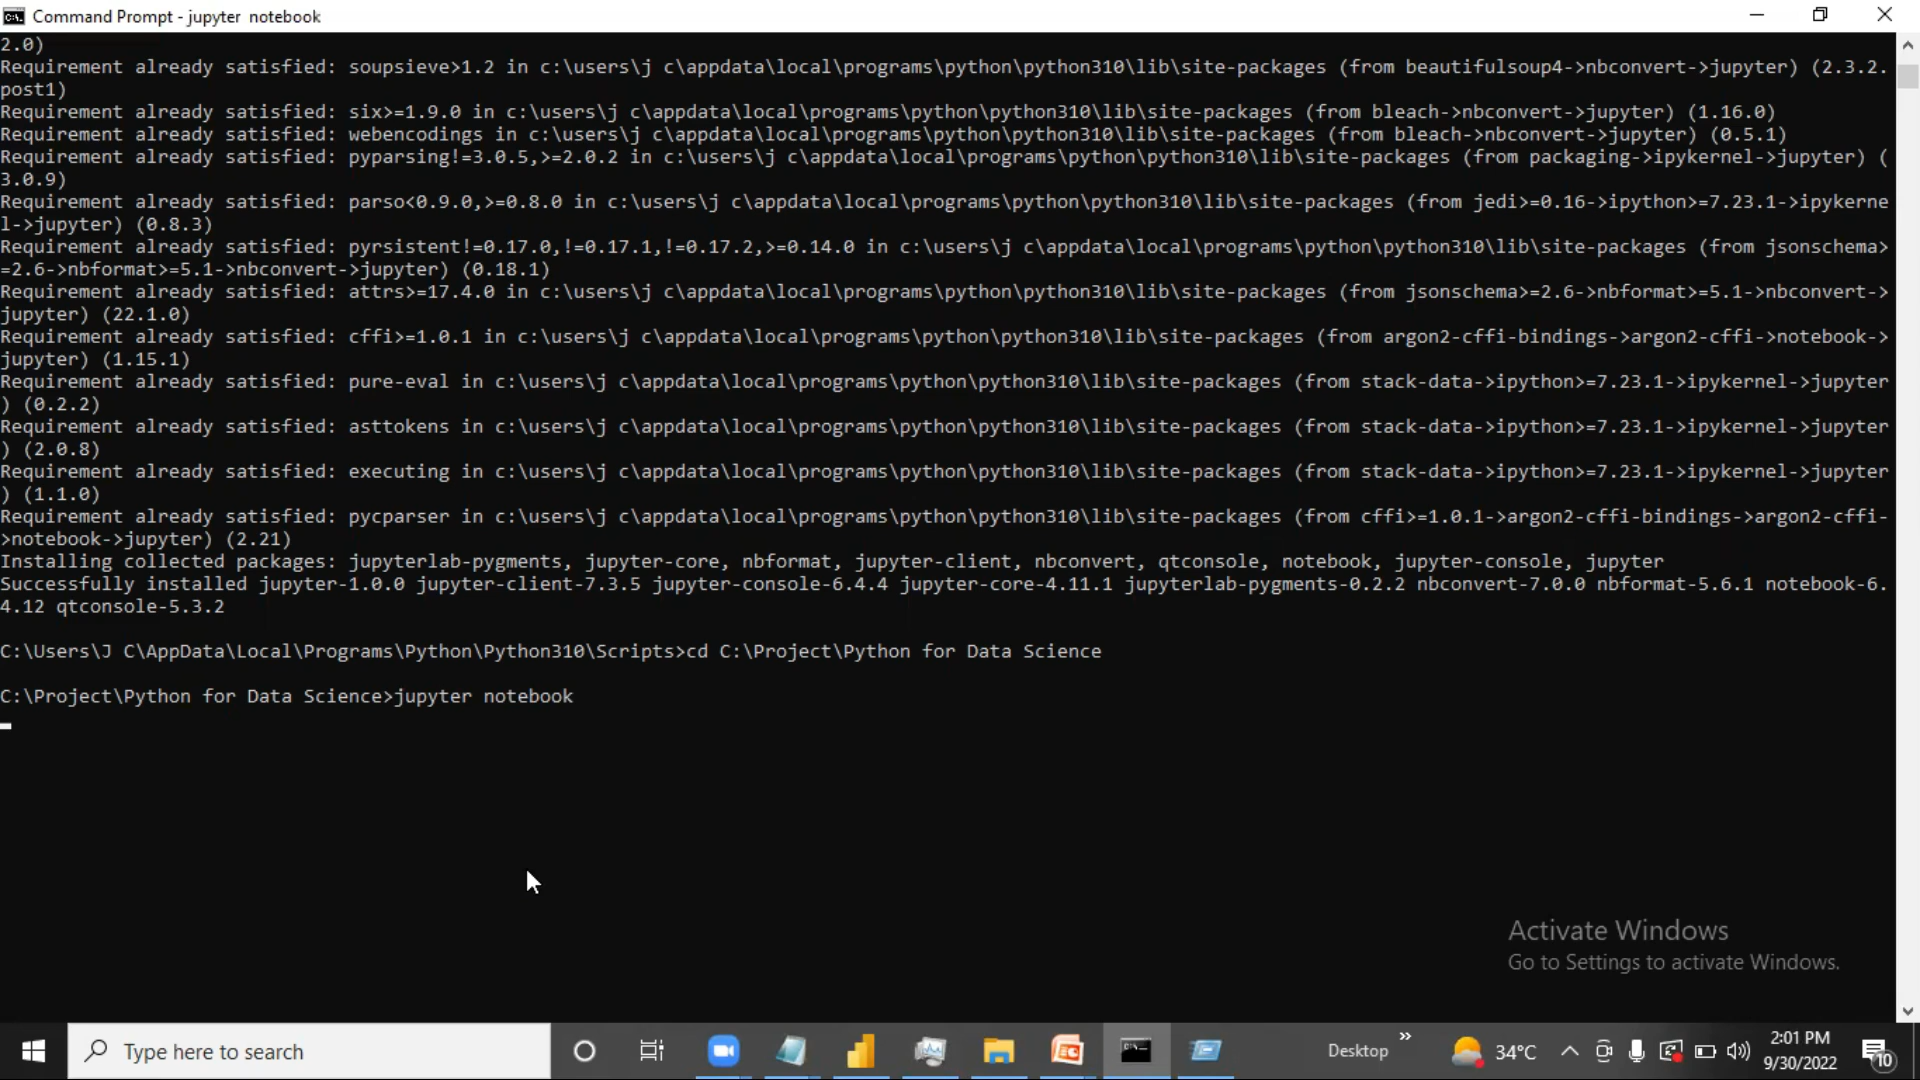 Command Prompt - jupyter  notebook
2.0)
Requirement already satisfied: soupsieve>1.2 in c:\users\j c\appdata\local\programs\python\python310\lib\site-packages (from beautifulsoup4->nbconvert->jupyter) (2.3.2.
post1)
Requirement already satisfied: six>=1.9.0 in c:\users\j c\appdata\local\programs\python\python310\lib\site-packages (from bleach->nbconvert->jupyter) (1.16.0)
Requirement already satisfied: webencodings in c:\users\j c\appdata\local\programs\python\python310\lib\site-packages (from bleach->nbconvert->jupyter) (0.5.1)
Requirement already satisfied: pyparsing!=3.0.5,>=2.0.2 in c:\users\j c\appdata\local\programs\python\python310\lib\site-packages (from packaging->ipykernel->jupyter) (
3.0.9)
Requirement already satisfied: parso<0.9.0,>=0.8.0 in c:\users\j c\appdata\local\programs\python\python310\lib\site-packages (from jedi>=0.16->ipython>=7.23.1->ipykerne
l->jupyter) (0.8.3)
Requirement already satisfied: pyrsistent!=0.17.0,!=0.17.1,!=0.17.2,>=0.14.0 in c:\users\j c\appdata\local\programs\python\python310\lib\site-packages (from jsonschema>
=2.6->nbformat>=5.1->nbconvert->jupyter) (0.18.1)
Requirement already satisfied: attrs>=17.4.0 in c:\users\j c\appdata\local\programs\python\python310\lib\site-packages (from jsonschema>=2.6->nbformat>=5.1->nbconvert->
jupyter) (22.1.0)
Requirement already satisfied: cffi>=1.0.1 in c:\users\j c\appdata\local\programs\python\python310\lib\site-packages (from argon2-cffi-bindings->argon2-cffi->notebook->
jupyter) (1.15.1)
Requirement already satisfied: pure-eval in c:\users\j c\appdata\local\programs\python\python310\lib\site-packages (from stack-data->ipython>=7.23.1->ipykernel->jupyter
) (0.2.2)
Requirement already satisfied: asttokens in c:\users\j c\appdata\local\programs\python\python310\lib\site-packages (from stack-data->ipython>=7.23.1->ipykernel->jupyter
) (2.0.8)
Requirement already satisfied: executing in c:\users\j c\appdata\local\programs\python\python310\lib\site-packages (from stack-data->ipython>=7.23.1->ipykernel->jupyter
) (1.1.0)
Requirement already satisfied: pycparser in c:\users\j c\appdata\local\programs\python\python310\lib\site-packages (from cffi>=1.0.1->argon2-cffi-bindings->argon2-cffi-
>notebook->jupyter) (2.21)
Installing collected packages: jupyterlab-pygments, jupyter-core, nbformat, jupyter-client, nbconvert, qtconsole, notebook, jupyter-console, jupyter
Successfully installed jupyter-1.0.0 jupyter-client-7.3.5 jupyter-console-6.4.4 jupyter-core-4.11.1 jupyterlab-pygments-0.2.2 nbconvert-7.0.0 nbformat-5.6.1 notebook-6.
4.12 qtconsole-5.3.2
C:\Users\J C\AppData\Local\Programs\Python\Python310\Scripts>cd C:\Project\Python for Data Science
C:\Project\Python for Data Science>jupyter notebook
Activate Windows
Go to Settings to activate Windows.
Type here to search
Desktop
34°C
2:01 PM
9/30/2022
10